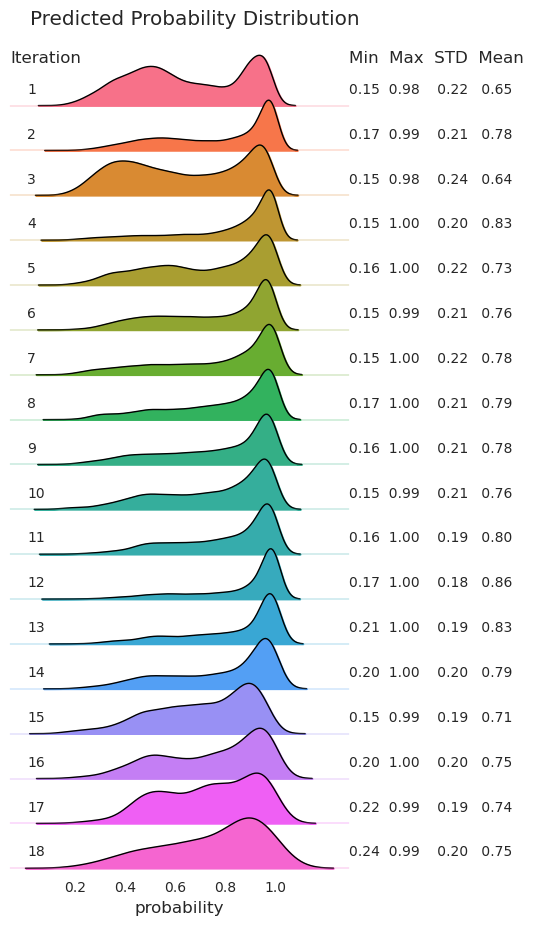 Predicted Probability Distribution
Iteration Min Max STD Mean
1 0.15 0.98 0.22 0.65
2 0.17 0.99 0.21 0.78
3 0.15 0.98 0.24 0.64
4 0.15 1.00 0.20 0.83
5 0.16 1.00 0.22 0.73
6 0.15 0.99 0.21 0.76
7 0.15 1.00 0.22 0.78
8 0.17 1.00 0.21 0.79
9 0.16 1.00 0.21 0.78
10 0.15 0.99 0.21 0.76
11 0.16 1.00 0.19 0.80
12 0.17 1.00 0.18 0.86
13 0.21 1.00 0.19 0.83
14 0.20 1.00 0.20 0.79
15 0.15 0.99 0.19 0.71
16 0.20 1.00 0.20 0.75
17 0.22 0.99 0.19 0.74
18 0.24 0.99 0.20 0.75
0.2 0.4 0.6 0.8 1.0
probability